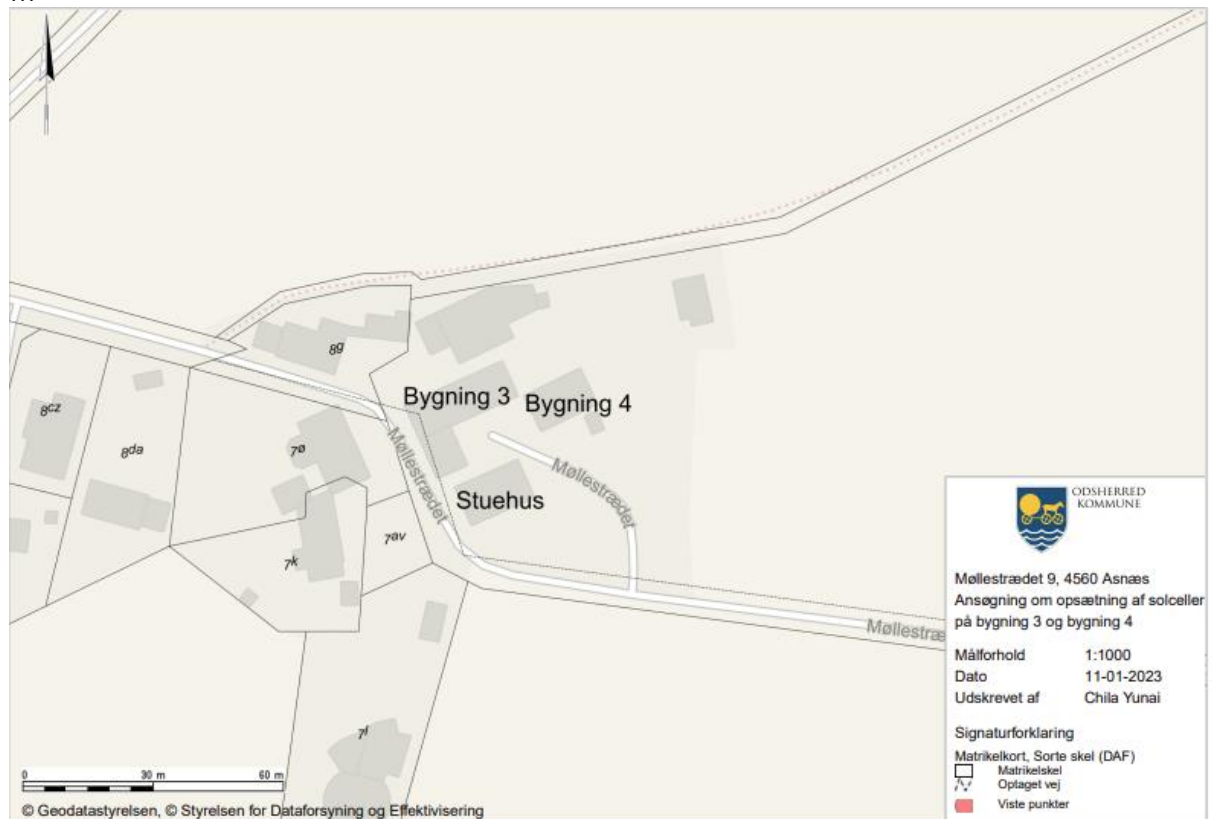 ...
8g
Bygning 3
Bygning 4
8cz
8da
7ø
Møllestrædet
Møllestrædet
Stuehus
7av
7k
Møllestræ
7f
ODSHERRED
KOMMUNE
Møllestrædet 9, 4560 Asnæs
Ansøgning om opsætning af solceller
på bygning 3 og bygning 4
Målforhold 1:1000
Dato 11-01-2023
Udskrevet af Chila Yunai
Signaturforklaring
Matrikelkort, Sorte skel (DAF)
Matrikelskel
Optaget vej
Viste punkter
0 30 m 60 m
© Geodatastyrelsen, © Styrelsen for Dataforsyning og Effektivisering